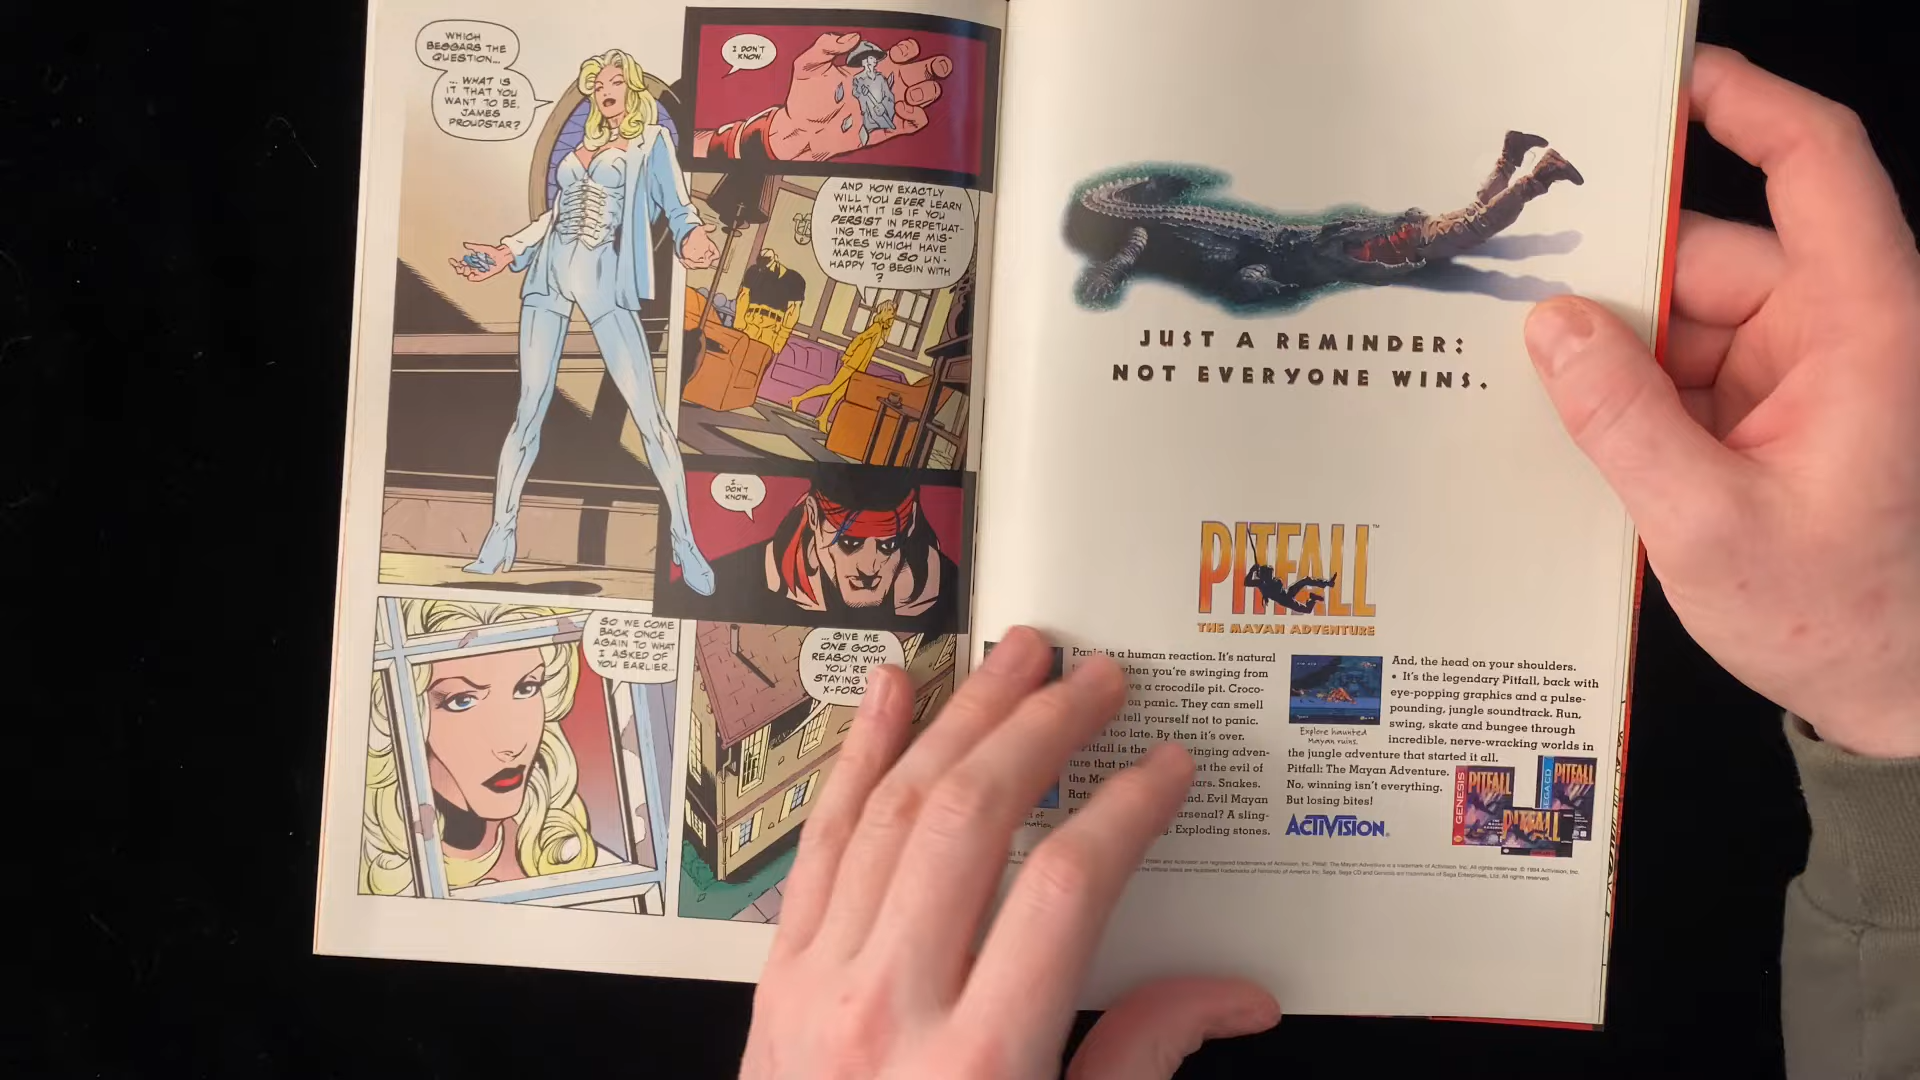 WHICH
BEGGARS THE
QUESTION...
... WHAT IS
IT THAT YOU
WANT TO BE,
JAMES
PROUDSTAR?
I DON'T
KNOW.
AND HOW EXACTLY
WILL YOU EVER LEARN
WHAT IT IS IF YOU
PERSIST IN PERPETUAT-
ING THE SAME MIS-
TAKES WHICH HAVE
MADE YOU SO UN-
HAPPY TO BEGIN WITH
?
I...
DON'T
KNOW...
SO WE COME
BACK ONCE
AGAIN TO WHAT
I ASKED OF
YOU EARLIER...
... GIVE ME
ONE GOOD
REASON WHY
YOU'RE
STAYING
X-FORC
JUST A REMINDER:
NOT EVERYONE WINS.
PITFALL™
THE MAYAN ADVENTURE
Panic is a human reaction. It's natural
when you're swinging from
a crocodile pit. Croco-
on panic. They can smell
tell yourself not to panic.
too late. By then it's over.
Pitfall is the winging adven-
ture that pi st the evil of
the Ma ars. Snakes.
Rats nd. Evil Mayan
arsenal? A sling-
Exploding stones.
Explore haunted
Mayan ruins.
And, the head on your shoulders.
• It's the legendary Pitfall, back with
eye-popping graphics and a pulse-
pounding, jungle soundtrack. Run,
swing, skate and bungee through
incredible, nerve-wracking worlds in
the jungle adventure that started it all.
Pitfall: The Mayan Adventure.
No, winning isn't everything.
But losing bites!
ACTIVISION.
GENESIS
PITFALL
SEGA CD
PITFALL
PITFALL